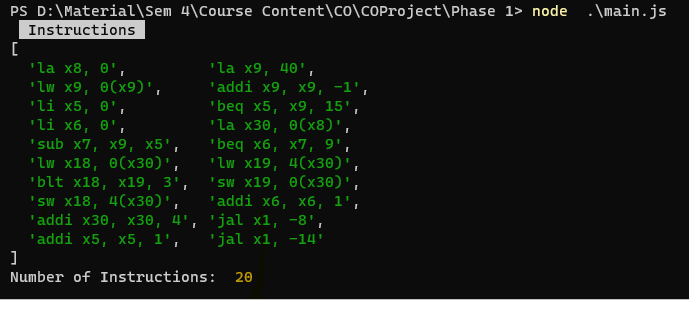 PS D:\Material\Sem 4\Course Content\CO\COProject\Phase 1> node  .\main.js
Instructions
[
  'la x8, 0',         'la x9, 40',
  'lw x9, 0(x9)',     'addi x9, x9, -1',
  'li x5, 0',         'beq x5, x9, 15',
  'li x6, 0',         'la x30, 0(x8)',
  'sub x7, x9, x5',   'beq x6, x7, 9',
  'lw x18, 0(x30)',   'lw x19, 4(x30)',
  'blt x18, x19, 3',  'sw x19, 0(x30)',
  'sw x18, 4(x30)',   'addi x6, x6, 1',
  'addi x30, x30, 4', 'jal x1, -8',
  'addi x5, x5, 1',   'jal x1, -14'
]
Number of Instructions:  20